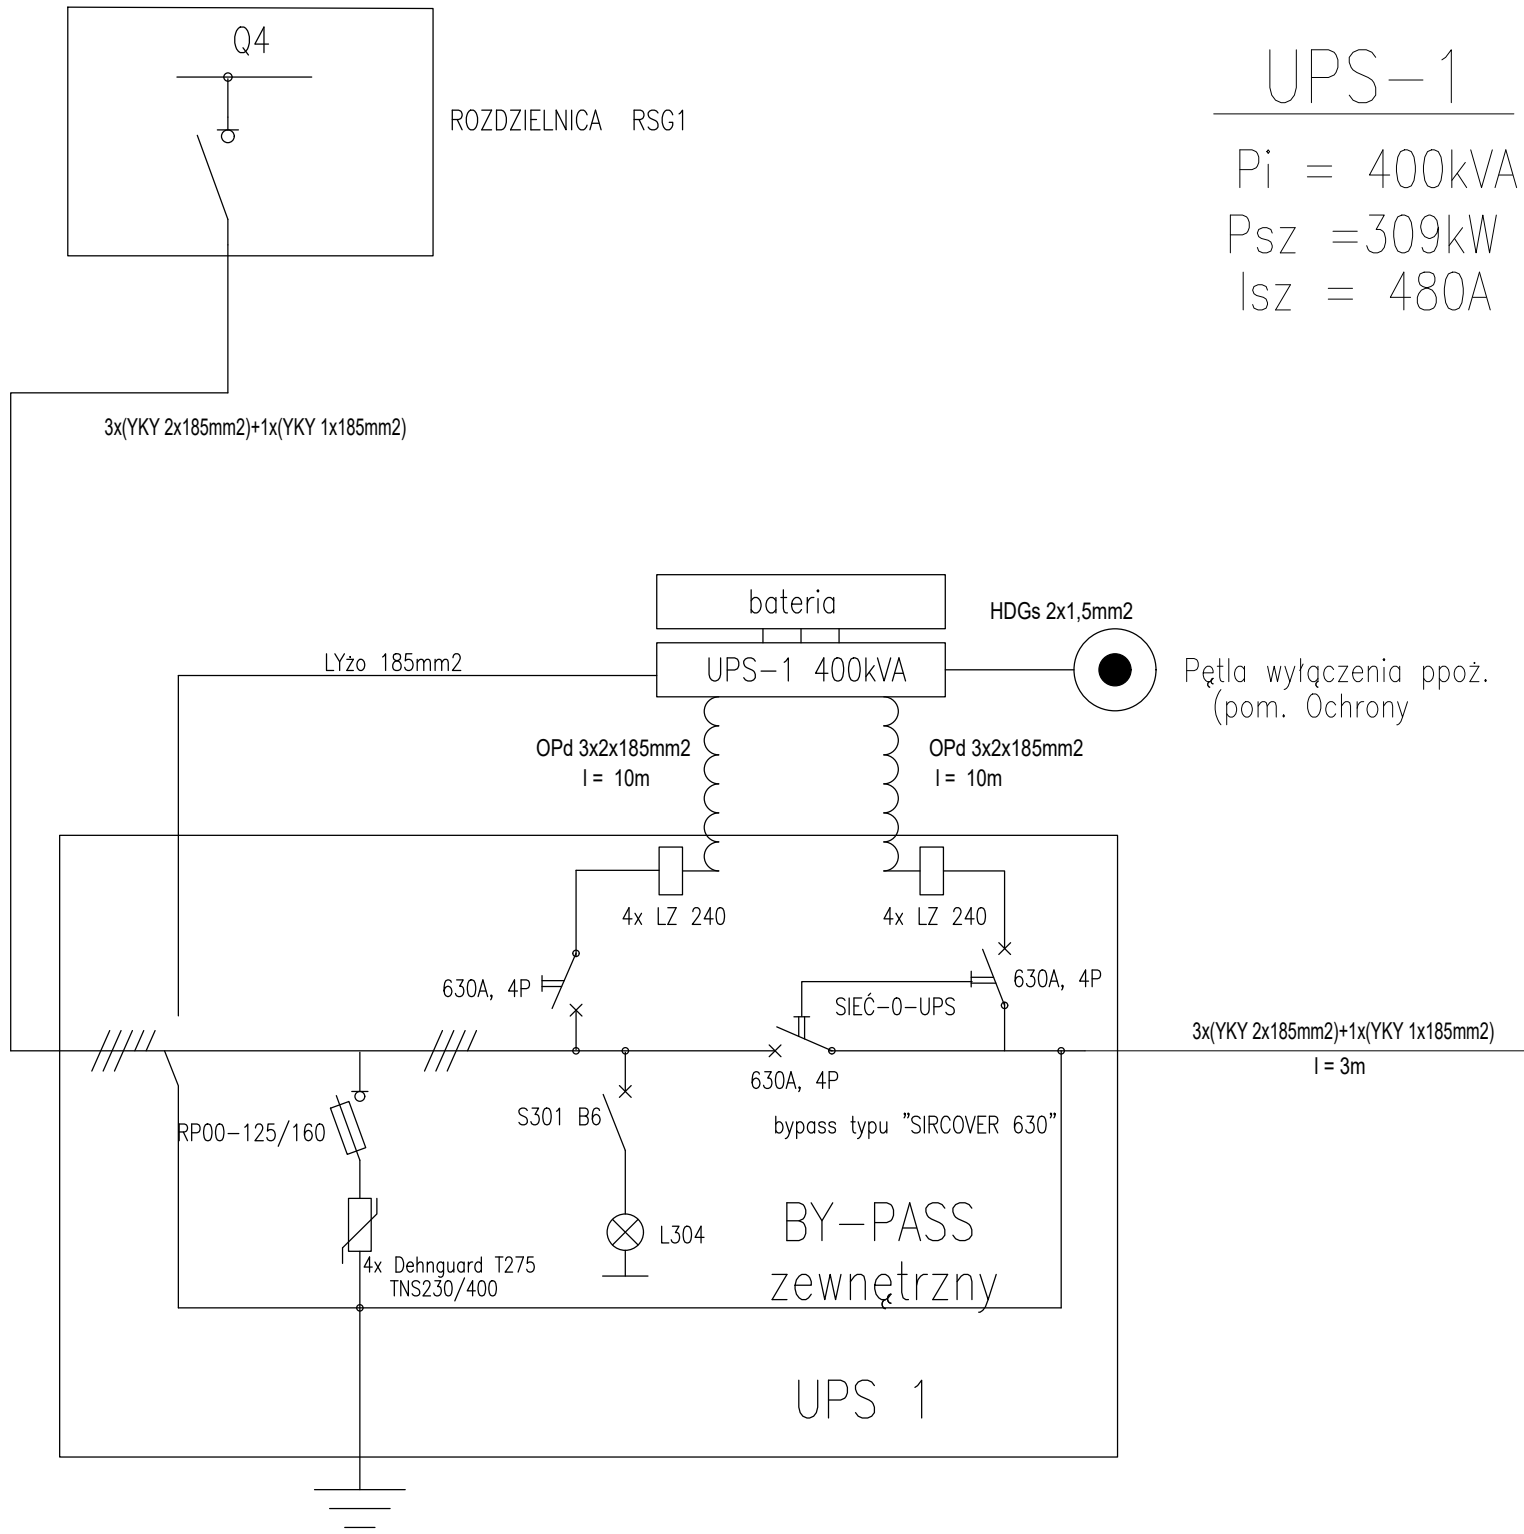 Q4
ROZDZIELNICA RSG1
UPS-1
Pi = 400kVA
Psz =309kW
Isz = 480A
3x(YKY 2x185mm2)+1x(YKY 1x185mm2)
bateria
HDGs 2x1,5mm2
LYżo 185mm2
UPS-1 400kVA
Pętla wyłączenia ppoż.
(pom. Ochrony
OPd 3x2x185mm2
l = 10m
OPd 3x2x185mm2
l = 10m
4x LZ 240
4x LZ 240
630A, 4P
630A, 4P
SIEĆ-0-UPS
3x(YKY 2x185mm2)+1x(YKY 1x185mm2)
l = 3m
630A, 4P
S301 B6
bypass typu "SIRCOVER 630"
RP00-125/160
L304
BY-PASS
zewnętrzny
4x Dehnguard T275
TNS230/400
UPS 1